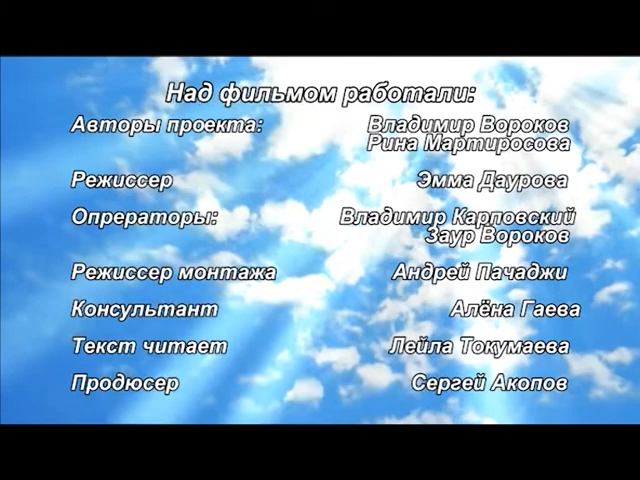 Над фильмом работали:
Авторы проекта: Владимир Вороков
Рина Мартиросова
Режиссер Эмма Даурова
Опрераторы: Владимир Карповский
Заур Вороков
Режиссер монтажа Андрей Пачаджи
Консультант Алёна Гаева
Текст читает Лейла Токумаева
Продюсер Сергей Акопов